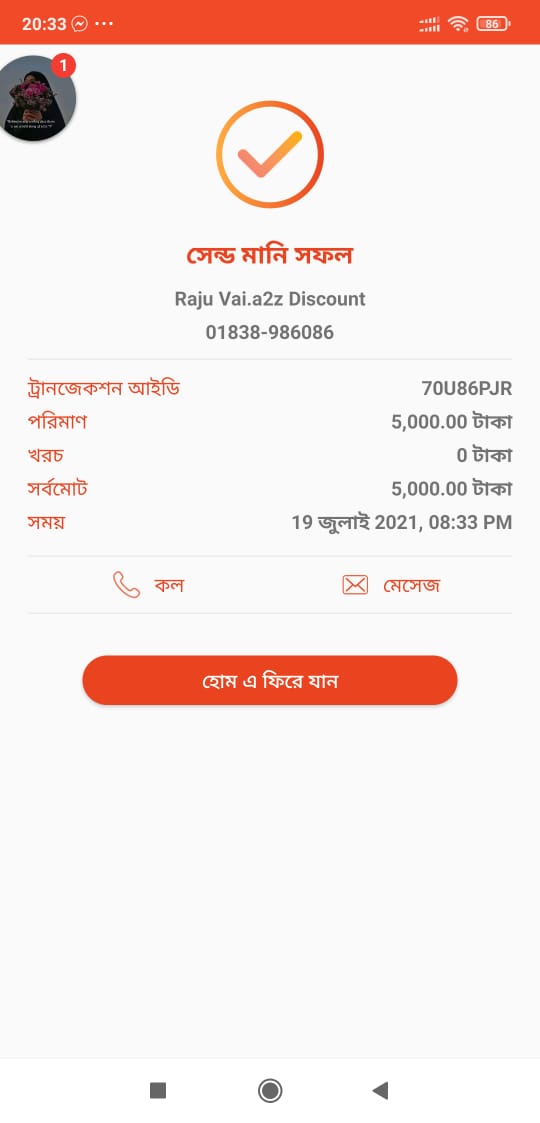 20:33
86
1
সেন্ড মানি সফল
Raju Vai.a2z Discount
01838-986086
ট্রানজেকশন আইডি 70U86PJR
পরিমাণ 5,000.00 টাকা
খরচ 0 টাকা
সর্বমোট 5,000.00 টাকা
সময় 19 জুলাই 2021, 08:33 PM
কল মেসেজ
হোম এ ফিরে যান